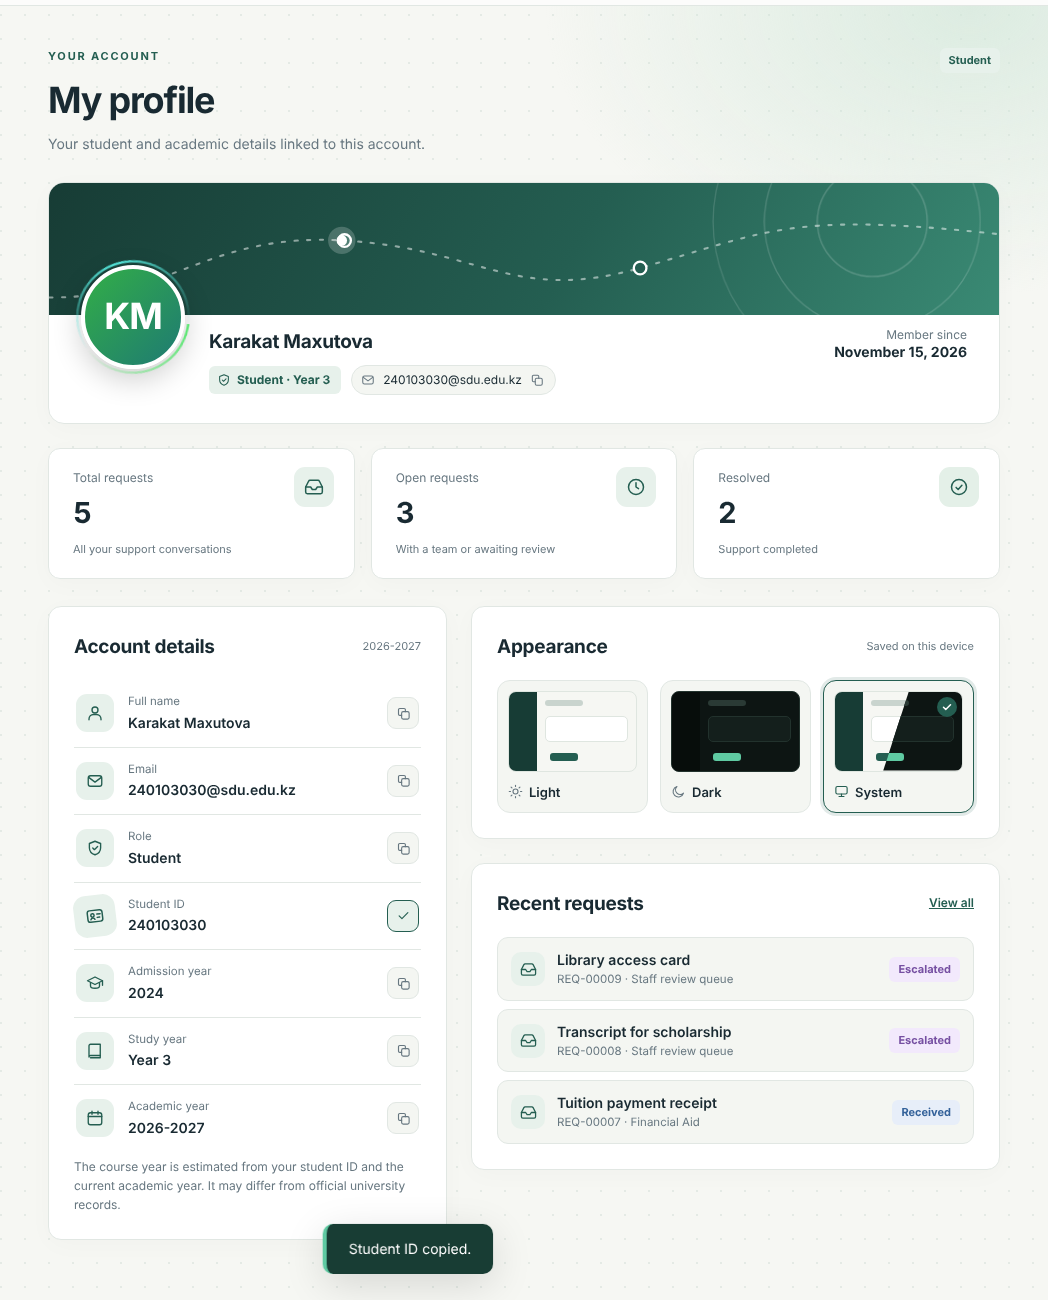 YOUR ACCOUNT
Student
My profile
Your student and academic details linked to this account.
KM
Karakat Maxutova
Member since
November 15, 2026
Student · Year 3
240103030@sdu.edu.kz
Total requests
5
All your support conversations
Open requests
3
With a team or awaiting review
Resolved
2
Support completed
Account details
2026-2027
Full name
Karakat Maxutova
Email
240103030@sdu.edu.kz
Role
Student
Student ID
240103030
Admission year
2024
Study year
Year 3
Academic year
2026-2027
The course year is estimated from your student ID and the
current academic year. It may differ from official university
records.
Appearance
Saved on this device
Light
Dark
System
Recent requests
View all
Library access card
REQ-00009 · Staff review queue
Escalated
Transcript for scholarship
REQ-00008 · Staff review queue
Escalated
Tuition payment receipt
REQ-00007 · Financial Aid
Received
Student ID copied.